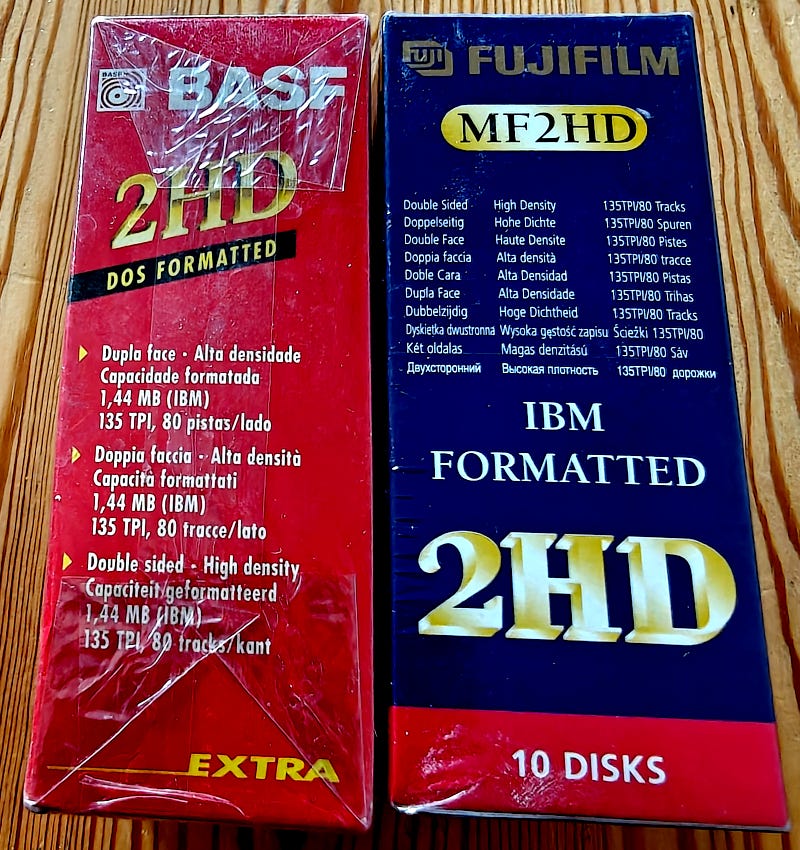 BASF
BASF
2HD
DOS FORMATTED
Dupla face - Alta densidade
Capacidade formatada
1,44 MB (IBM)
135 TPI, 80 pistas/lado
Doppia faccia - Alta densità
Capacità formattati
1,44 MB (IBM)
135 TPI, 80 tracce/lato
Double sided - High density
Capaciteit geformatteerd
1,44 MB (IBM)
135 TPI, 80 tracks/kant
EXTRA
FUJI FUJIFILM
MF2HD
Double Sided High Density 135TPI/80 Tracks
Doppelseitig Hohe Dichte 135TPI/80 Spuren
Double Face Haute Densite 135TPI/80 Pistes
Doppia faccia Alta densità 135TPI/80 tracce
Doble Cara Alta Densidad 135TPI/80 Pistas
Dupla Face Alta Densidade 135TPI/80 Trihas
Dubbelzijdig Hoge Dichtheid 135TPI/80 Tracks
Dyskietka dwustronna Wysoka gęstość zapisu Ścieżki 135TPI/80
Két oldalas Magas denzitású 135TPI/80 Sáv
Двухсторонний Высокая плотность 135TPI/80 дорожки
IBM
FORMATTED
2HD
10 DISKS